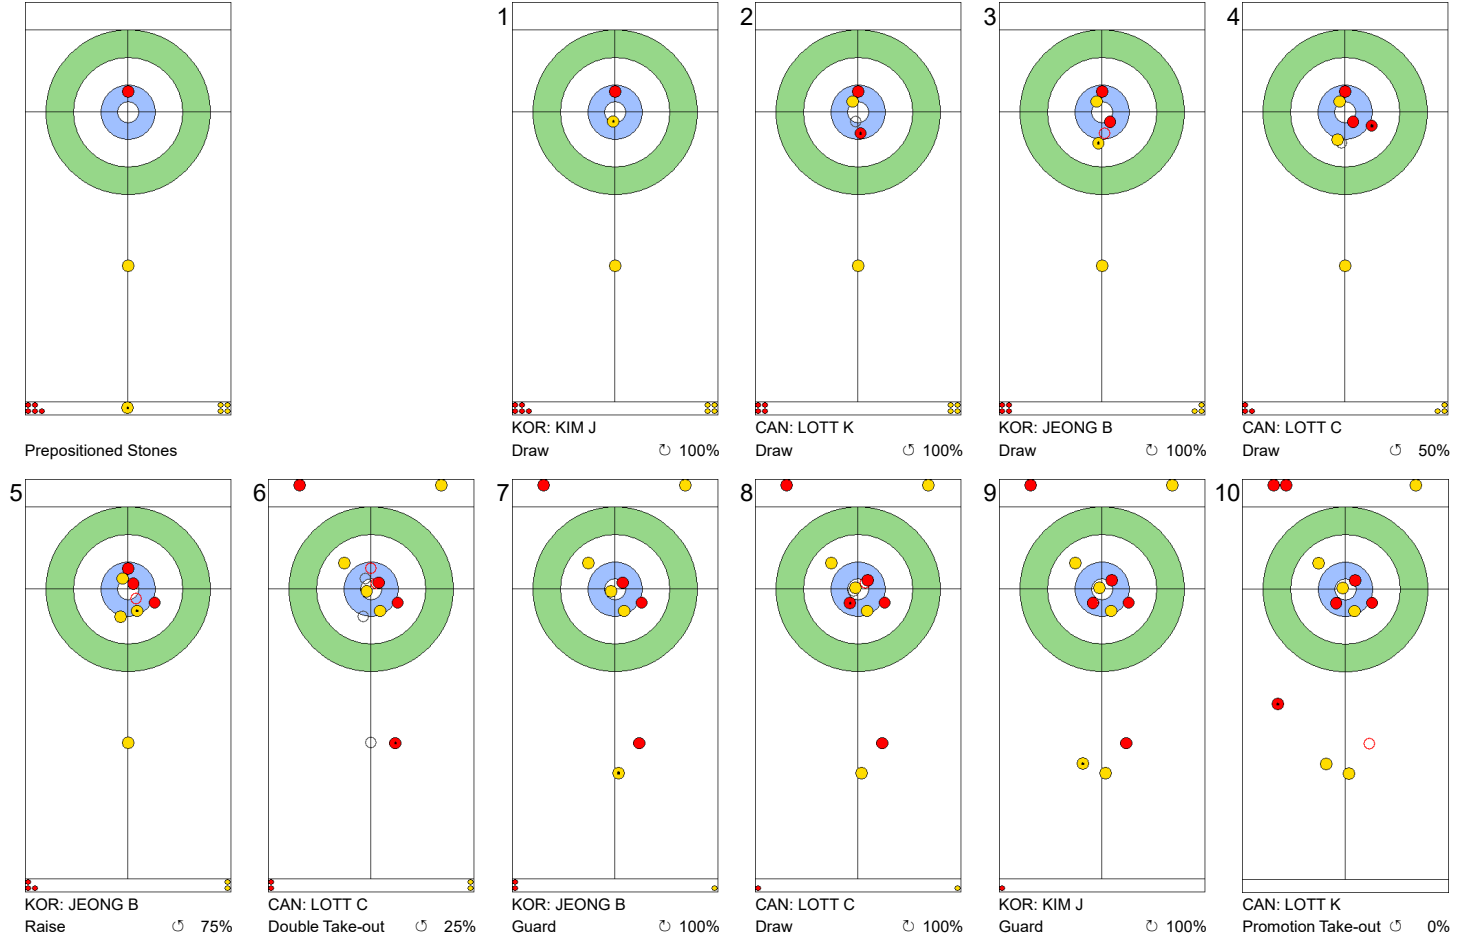 Prepositioned Stones
1
KOR: KIM J
Draw ↻ 100%
2
CAN: LOTT K
Draw ↺ 100%
3
KOR: JEONG B
Draw ↻ 100%
4
CAN: LOTT C
Draw ↺ 50%
5
KOR: JEONG B
Raise ↺ 75%
6
CAN: LOTT C
Double Take-out ↺ 25%
7
KOR: JEONG B
Guard ↻ 100%
8
CAN: LOTT C
Draw ↻ 100%
9
KOR: KIM J
Guard ↻ 100%
10
CAN: LOTT K
Promotion Take-out ↺ 0%